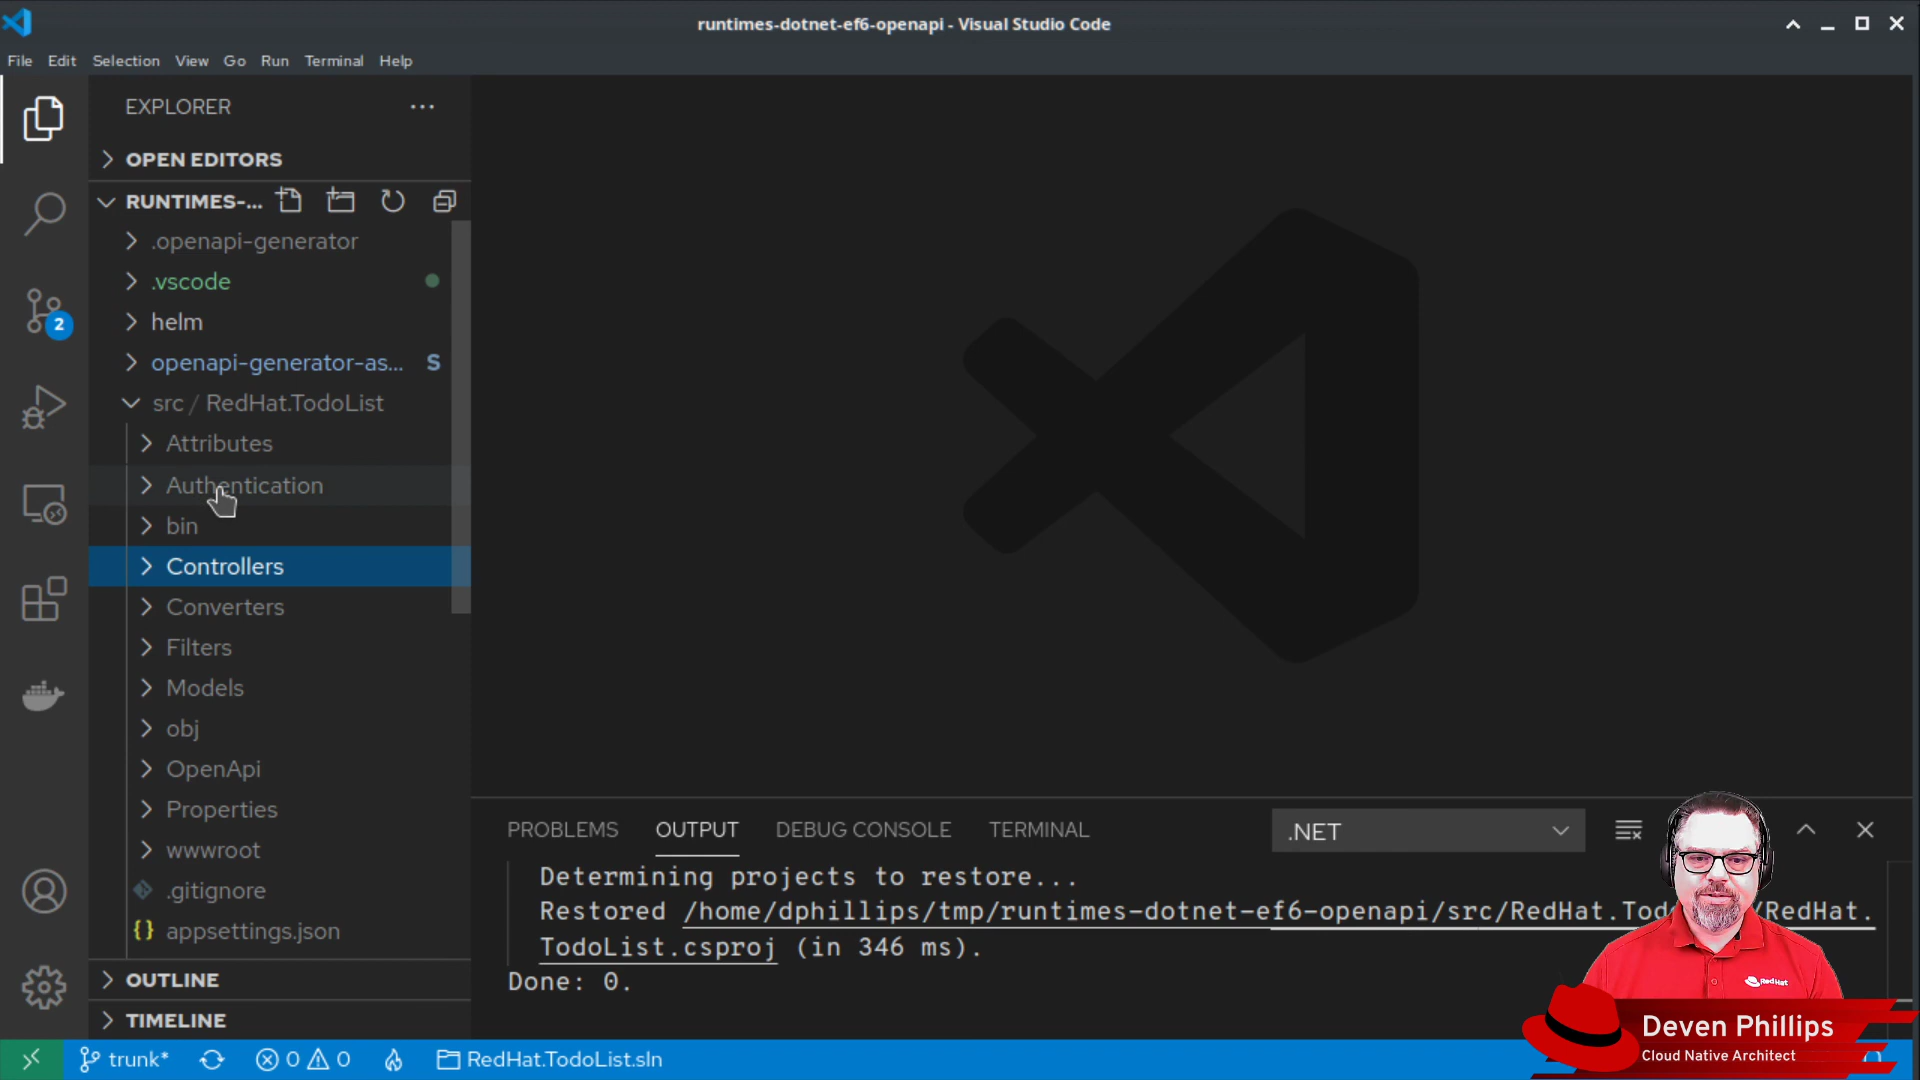 runtimes-dotnet-ef6-openapi - Visual Studio Code
File Edit Selection View Go Run Terminal Help
EXPLORER
OPEN EDITORS
RUNTIMES-...
.openapi-generator
.vscode
helm
2
openapi-generator-as... S
src / RedHat.TodoList
Attributes
Authentication
bin
Controllers
Converters
Filters
Models
obj
OpenApi
Properties
wwwroot
.gitignore
{} appsettings.json
OUTLINE
TIMELINE
PROBLEMS OUTPUT DEBUG CONSOLE TERMINAL .NET
Determining projects to restore...
Restored /home/dphillips/tmp/runtimes-dotnet-ef6-openapi/src/RedHat.Tod /RedHat.
TodoList.csproj (in 346 ms).
Done: 0.
RedHat
Deven Phillips
Cloud Native Architect
trunk* 0 0 RedHat.TodoList.sln